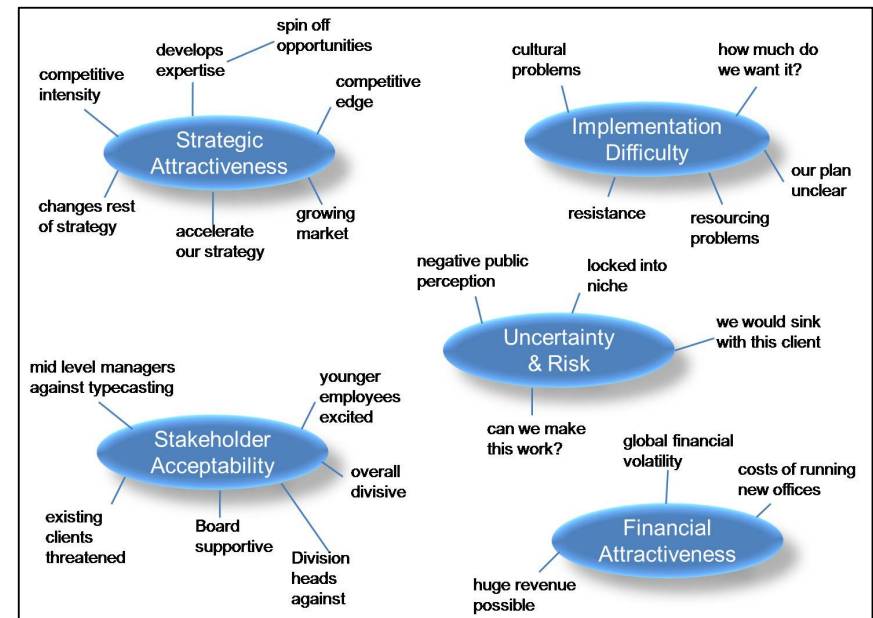 spin off
opportunities
develops
expertise
competitive
intensity
competitive
edge
Strategic
Attractiveness
changes rest
of strategy
accelerate
our strategy
growing
market
cultural
problems
how much do
we want it?
Implementation
Difficulty
our plan
unclear
resistance
resourcing
problems
negative public
perception
locked into
niche
Uncertainty
& Risk
we would sink
with this client
can we make
this work?
mid level managers
against typecasting
younger
employees
excited
Stakeholder
Acceptability
overall
divisive
existing
clients
threatened
Board
supportive
Division
heads
against
global financial
volatility
costs of running
new offices
Financial
Attractiveness
huge revenue
possible